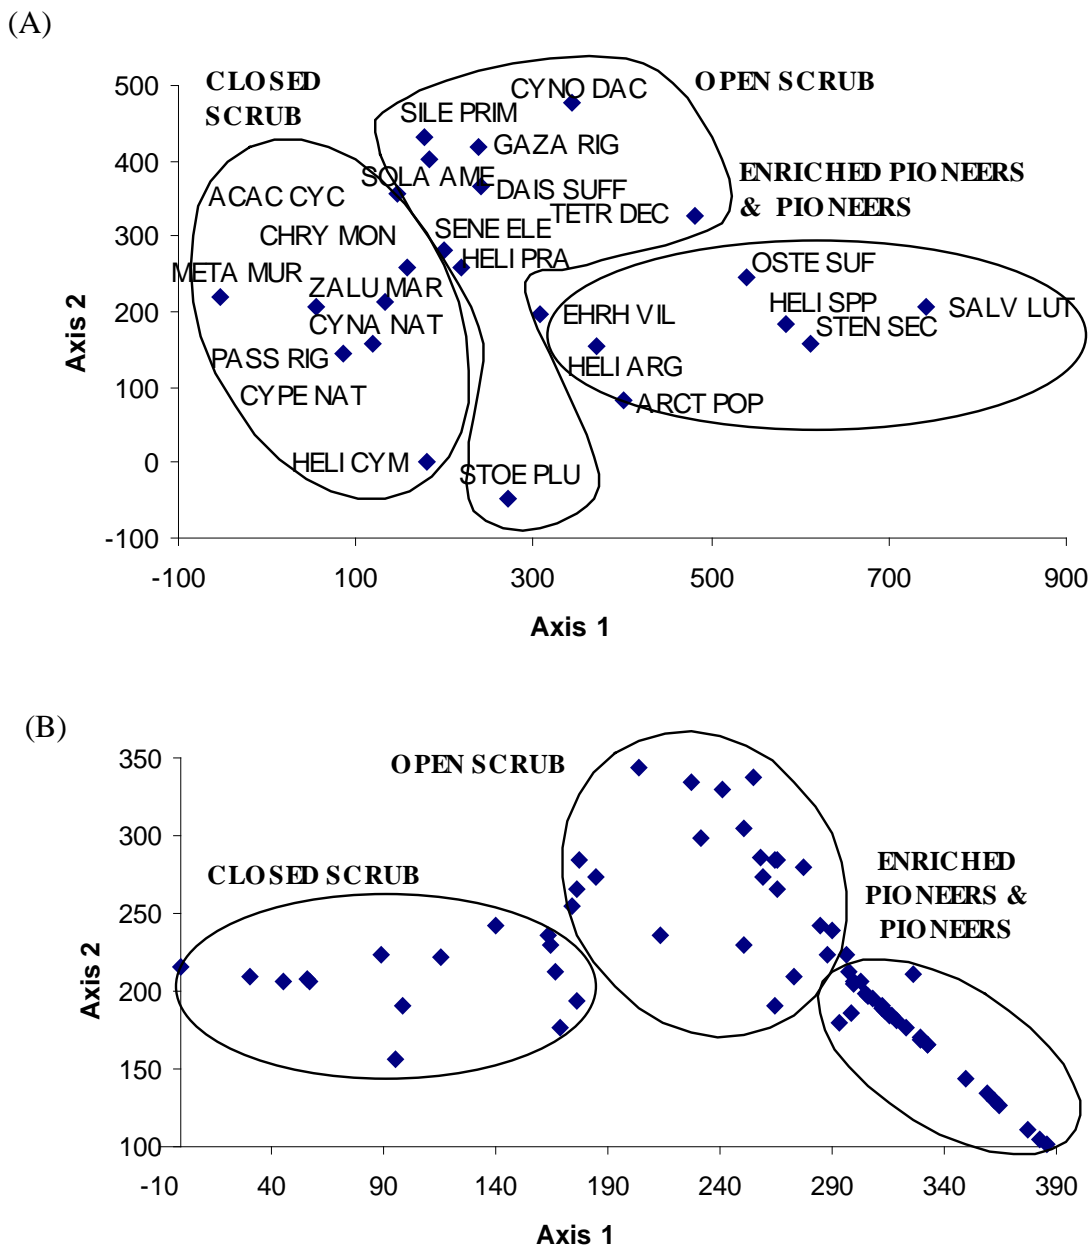 (A)
CLOSED
SCRUB
OPEN SCRUB
ENRICHED PIONEERS
& PIONEERS
500
400
300
200
100
0
-100
Axis 2
CYNO DAC
SILE PRIM
GAZA RIG
SOLA AME
DAIS SUFF
ACAC CYC
TETR DEC
CHRY MON
SENE ELE
HELI PRA
META MUR
ZALU MAR
OSTE SUF
HELI SPP
SALV LUT
CYNA NAT
EHRH VIL
STEN SEC
PASS RIG
HELI ARG
CYPE NAT
ARCT POP
HELI CYM
STOE PLU
-100 100 300 500 700 900
Axis 1
(B)
OPEN SCRUB
CLOSED SCRUB
ENRICHED
PIONEERS &
PIONEERS
350
300
250
200
150
100
Axis 2
-10 40 90 140 190 240 290 340 390
Axis 1